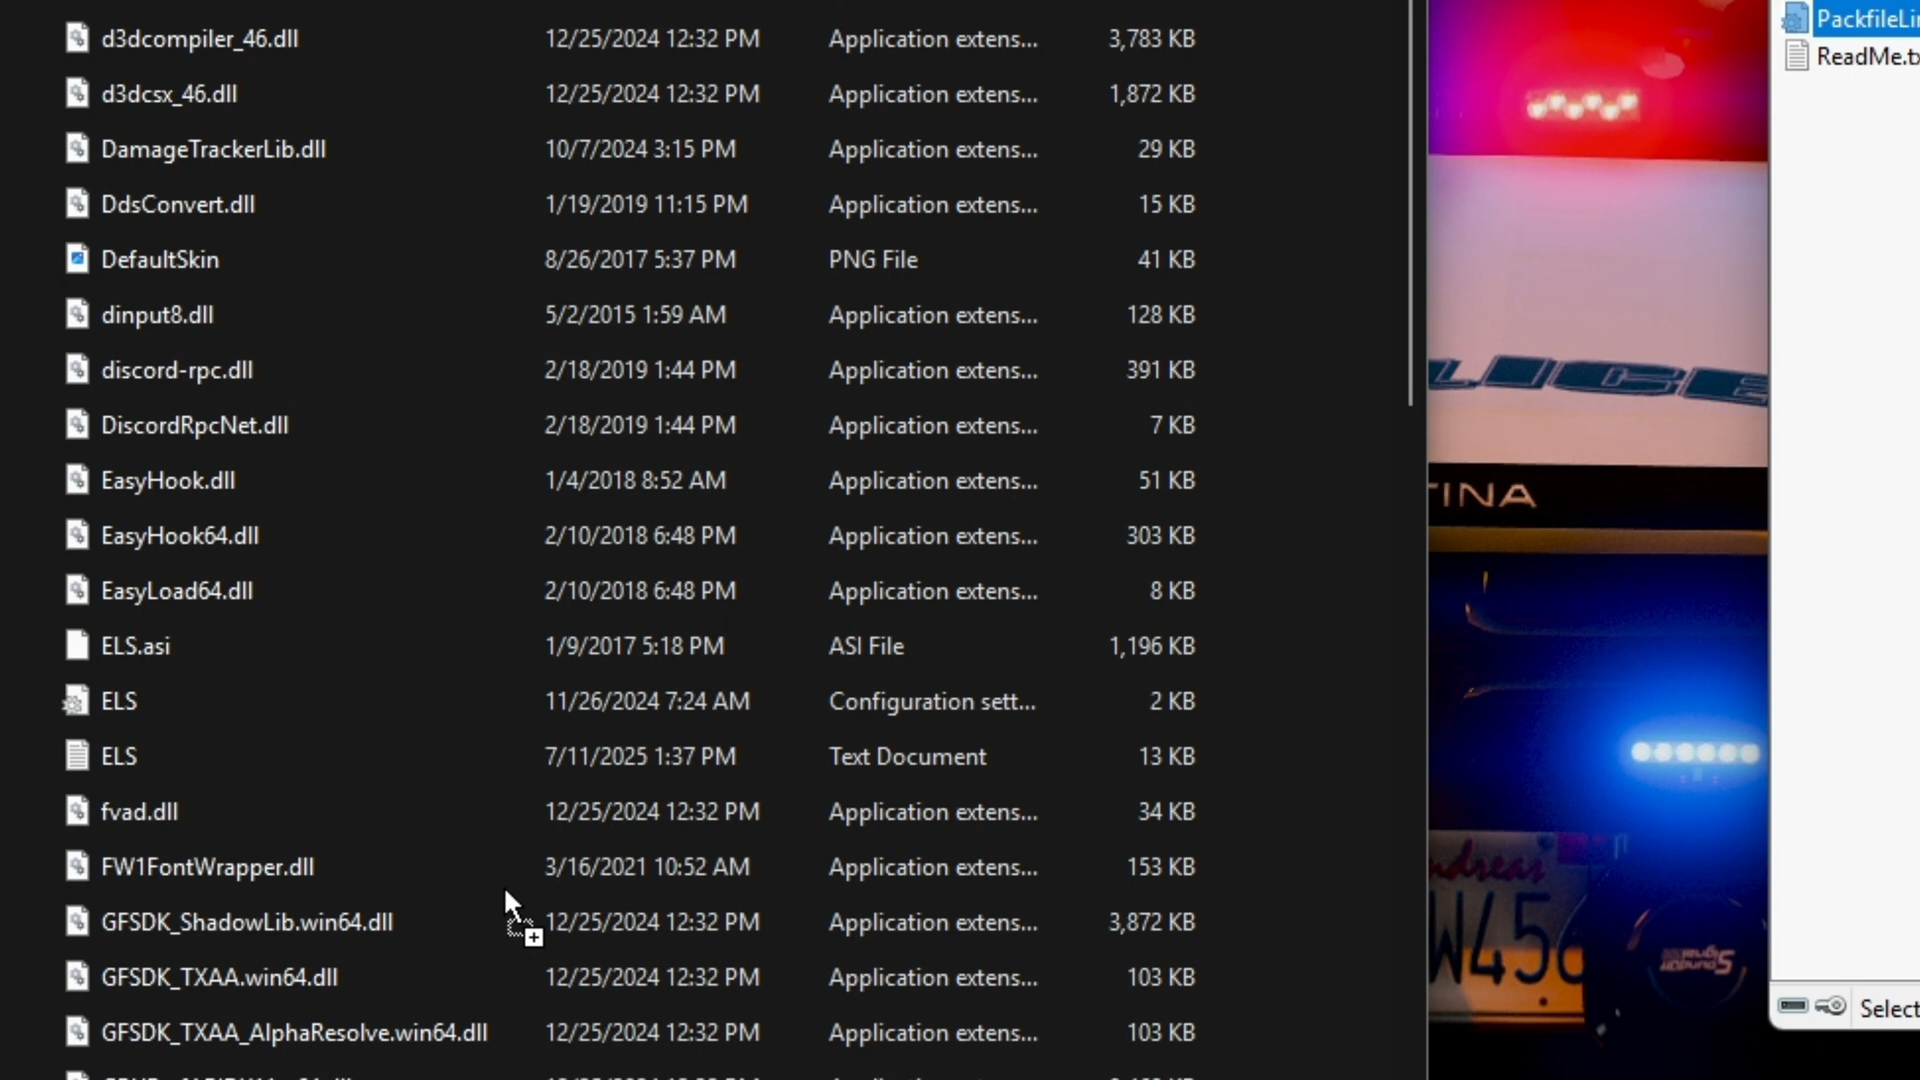 d3dcompiler_46.dll 12/25/2024 12:32 PM Application extens... 3,783 KB
d3dcsx_46.dll 12/25/2024 12:32 PM Application extens... 1,872 KB
DamageTrackerLib.dll 10/7/2024 3:15 PM Application extens... 29 KB
DdsConvert.dll 1/19/2019 11:15 PM Application extens... 15 KB
DefaultSkin 8/26/2017 5:37 PM PNG File 41 KB
dinput8.dll 5/2/2015 1:59 AM Application extens... 128 KB
discord-rpc.dll 2/18/2019 1:44 PM Application extens... 391 KB
DiscordRpcNet.dll 2/18/2019 1:44 PM Application extens... 7 KB
EasyHook.dll 1/4/2018 8:52 AM Application extens... 51 KB
EasyHook64.dll 2/10/2018 6:48 PM Application extens... 303 KB
EasyLoad64.dll 2/10/2018 6:48 PM Application extens... 8 KB
ELS.asi 1/9/2017 5:18 PM ASI File 1,196 KB
ELS 11/26/2024 7:24 AM Configuration sett... 2 KB
ELS 7/11/2025 1:37 PM Text Document 13 KB
fvad.dll 12/25/2024 12:32 PM Application extens... 34 KB
FW1FontWrapper.dll 3/16/2021 10:52 AM Application extens... 153 KB
GFSDK_ShadowLib.win64.dll 12/25/2024 12:32 PM Application extens... 3,872 KB
GFSDK_TXAA.win64.dll 12/25/2024 12:32 PM Application extens... 103 KB
GFSDK_TXAA_AlphaResolve.win64.dll 12/25/2024 12:32 PM Application extens... 103 KB
LICE
TINA
dreas
W456
PackfileLi
ReadMe.tx
Select